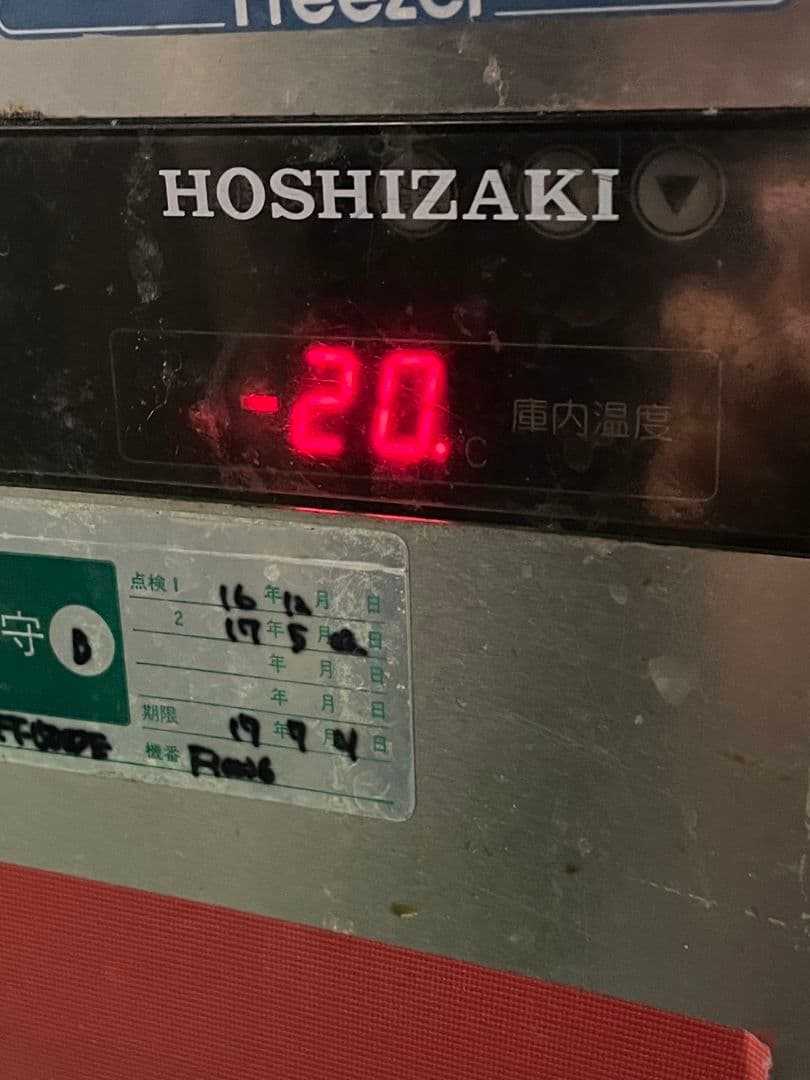 Freezer
HOSHIZAKI
-20.℃ 庫内温度
守 D
点検1 16年12月 日
2 17年5月 日
年 月 日
年 月 日
期限 17年7月4日
機番